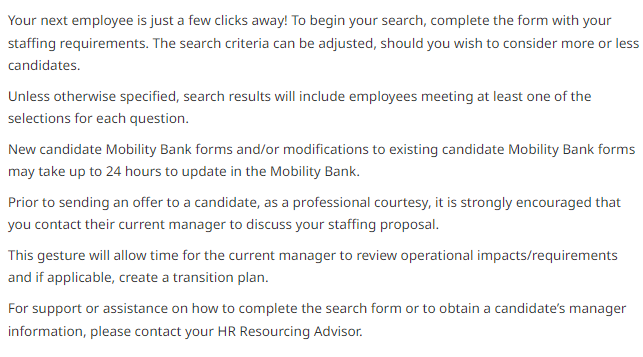 Your next employee is just a few clicks away! To begin your search, complete the form with your
staffing requirements. The search criteria can be adjusted, should you wish to consider more or less
candidates.
Unless otherwise specified, search results will include employees meeting at least one of the
selections for each question.
New candidate Mobility Bank forms and/or modifications to existing candidate Mobility Bank forms
may take up to 24 hours to update in the Mobility Bank.
Prior to sending an offer to a candidate, as a professional courtesy, it is strongly encouraged that
you contact their current manager to discuss your staffing proposal.
This gesture will allow time for the current manager to review operational impacts/requirements
and if applicable, create a transition plan.
For support or assistance on how to complete the search form or to obtain a candidate’s manager
information, please contact your HR Resourcing Advisor.